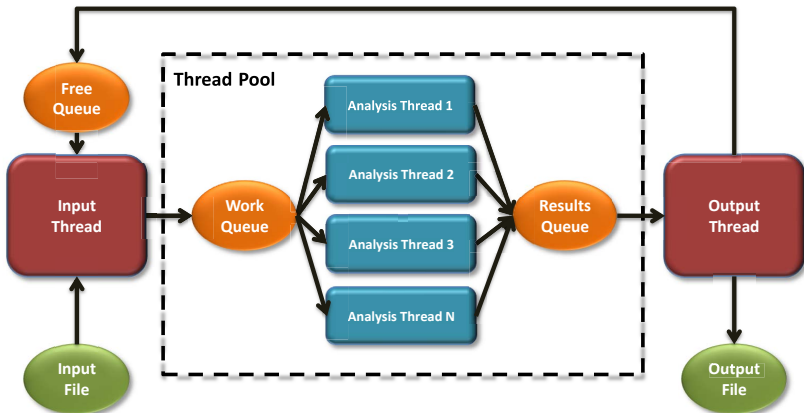 Free
Queue
Thread Pool
Analysis Thread 1
Analysis Thread 2
Input
Thread
Work
Queue
Results
Queue
Output
Thread
Analysis Thread 3
Analysis Thread N
Input
File
Output
File